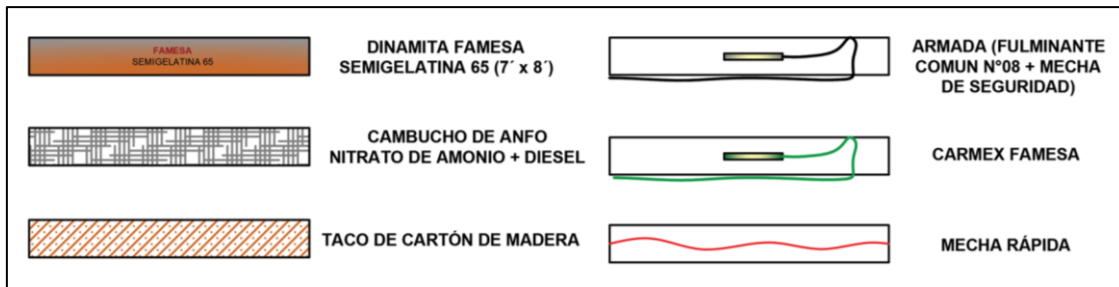 FAMESA
SEMIGELATINA 65
DINAMITA FAMESA
SEMIGELATINA 65 (7´ x 8´)
CAMBUCHO DE ANFO
NITRATO DE AMONIO + DIESEL
TACO DE CARTÓN DE MADERA
ARMADA (FULMINANTE
COMUN N°08 + MECHA
DE SEGURIDAD)
CARMEX FAMESA
MECHA RÁPIDA